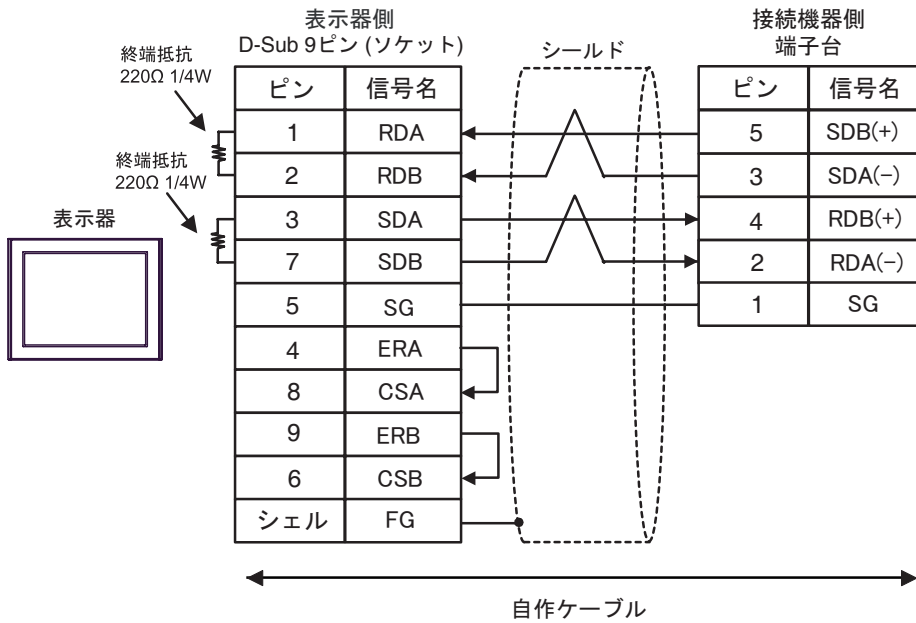 表示器側
D-Sub 9ピン (ソケット)
シールド
接続機器側
端子台
終端抵抗
220Ω 1/4W
終端抵抗
220Ω 1/4W
表示器
ピン 信号名
1 RDA
2 RDB
3 SDA
7 SDB
5 SG
4 ERA
8 CSA
9 ERB
6 CSB
シェル FG
ピン 信号名
5 SDB(+)
3 SDA(−)
4 RDB(+)
2 RDA(−)
1 SG
自作ケーブル